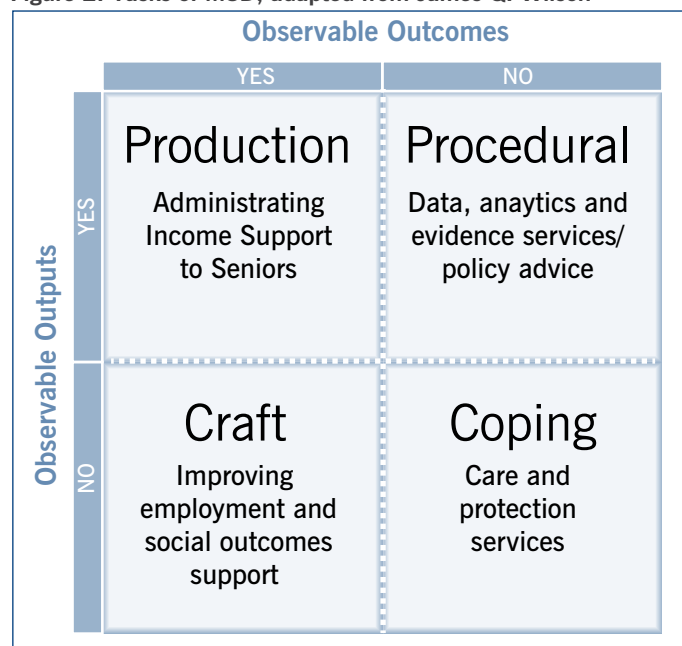 Observable Outcomes
YES
NO
Observable Outputs
YES
Production
Administrating
Income Support
to Seniors
Procedural
Data, anaytics and
evidence services/
policy advice
NO
Craft
Improving
employment and
social outcomes
support
Coping
Care and
protection
services